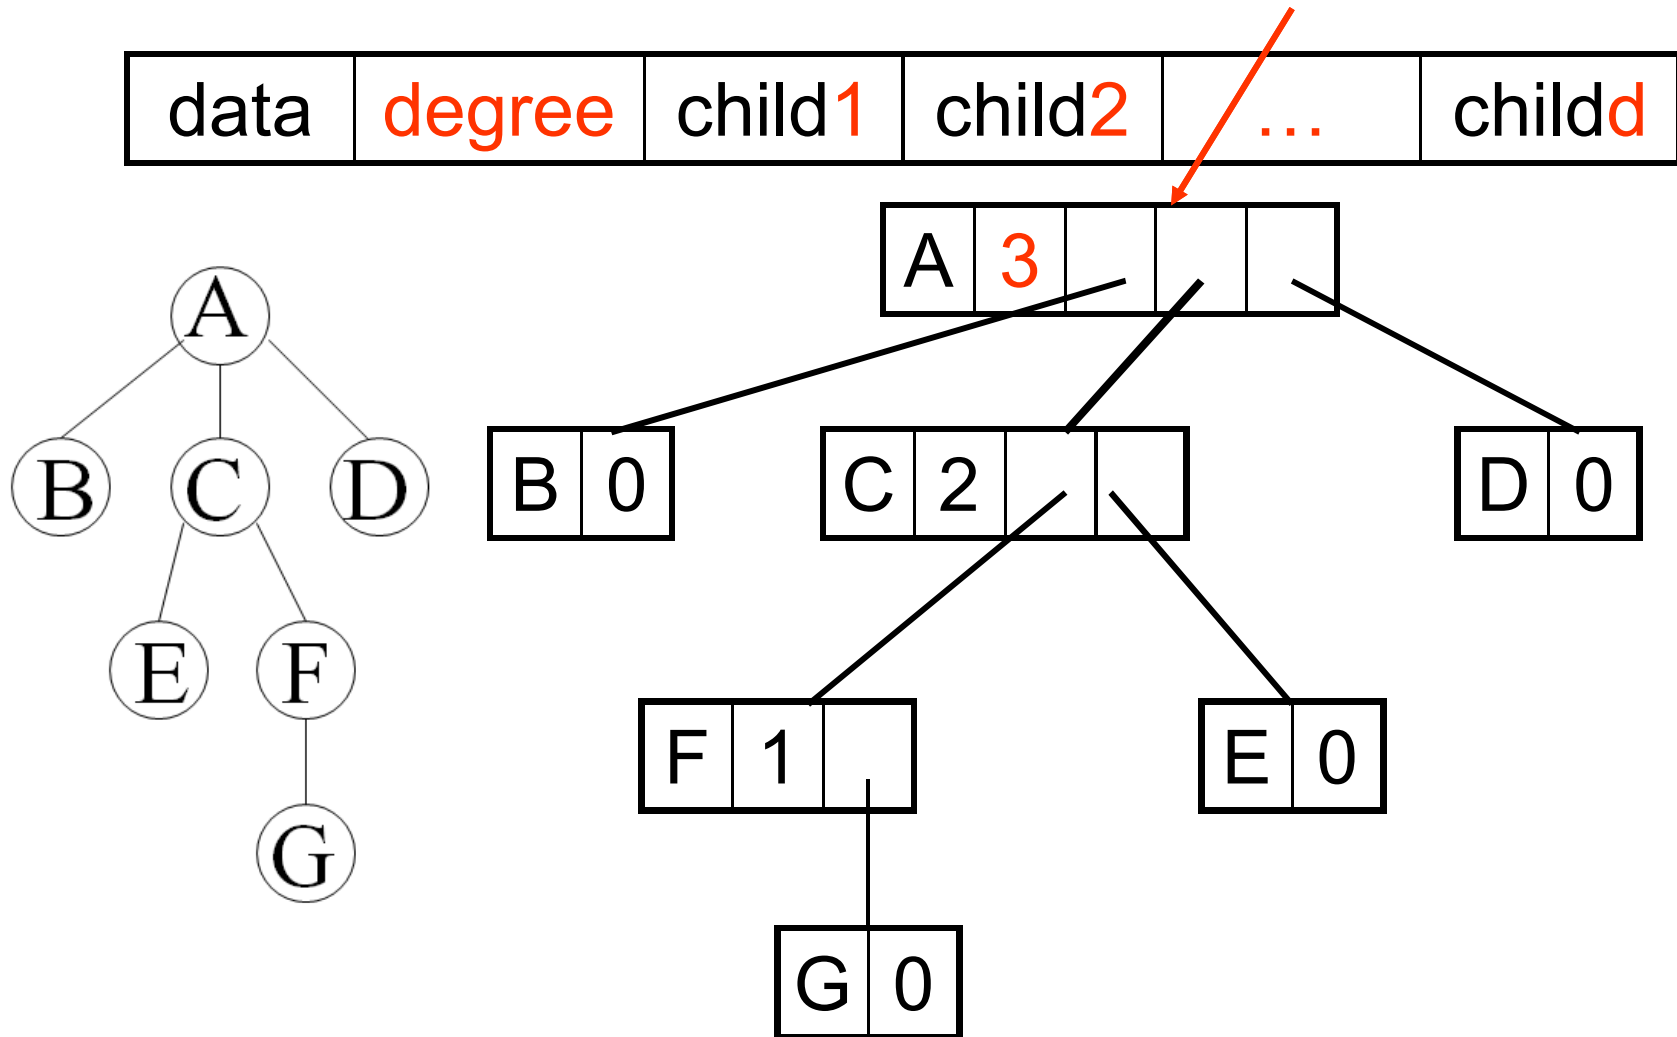 data degree child1 child2 … childd
A 3
A
B 0 C 2 D 0
B C D
E F
F 1 E 0
G
G 0